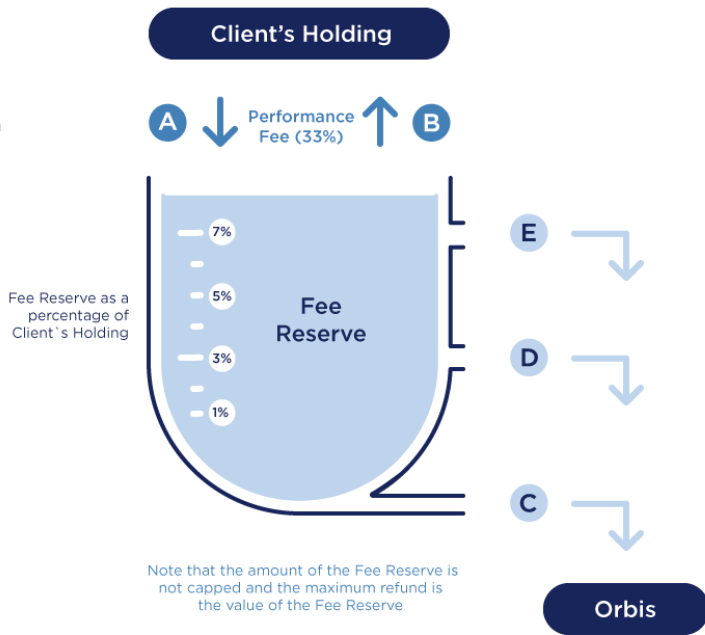 Client's Holding
A
Performance
Fee (33%)
B
7%
5%
3%
1%
Fee Reserve as a
percentage of
Client`s Holding
Fee
Reserve
E
D
C
Note that the amount of the Fee Reserve is
not capped and the maximum refund is
the value of the Fee Reserve
Orbis